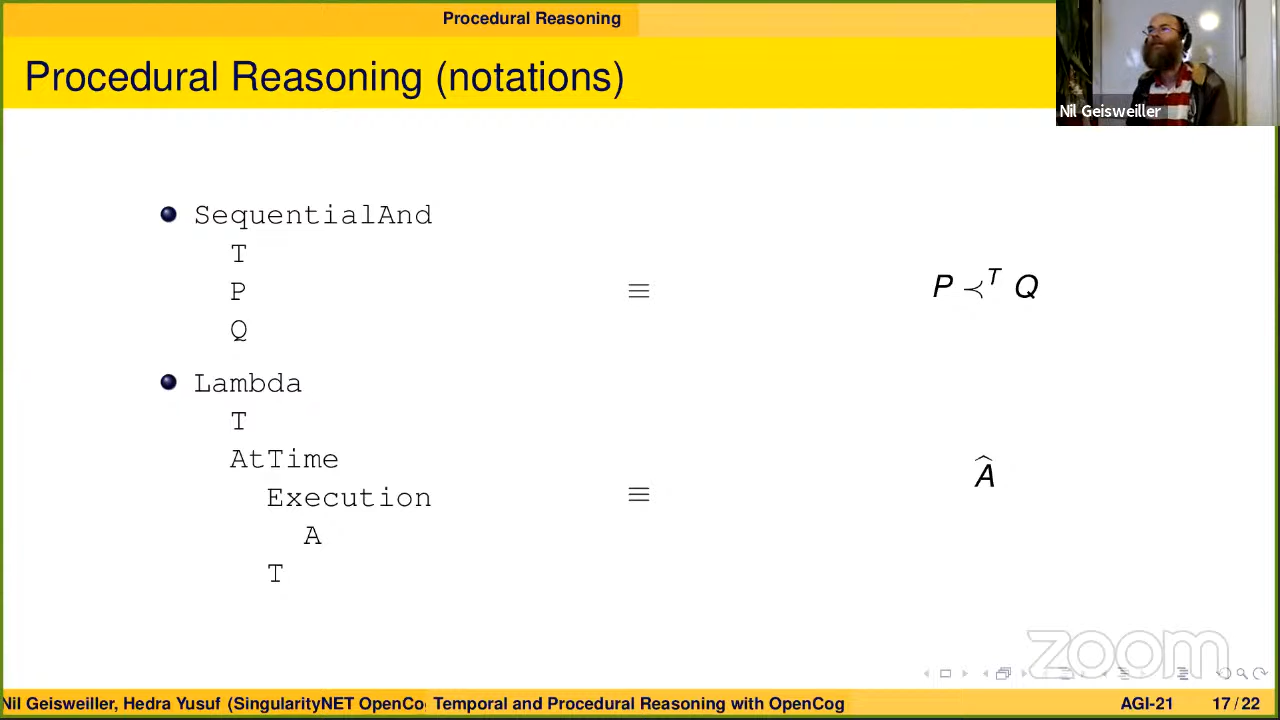 Procedural Reasoning
Procedural Reasoning (notations)
Nil Geisweiller
SequentialAnd
T
P
Q
≡
P ≺^T Q
Lambda
T
AtTime
Execution
A
T
≡
Â
zoom
Nil Geisweiller, Hedra Yusuf (SingularityNET OpenCo Temporal and Procedural Reasoning with OpenCog AGI-21 17 / 22